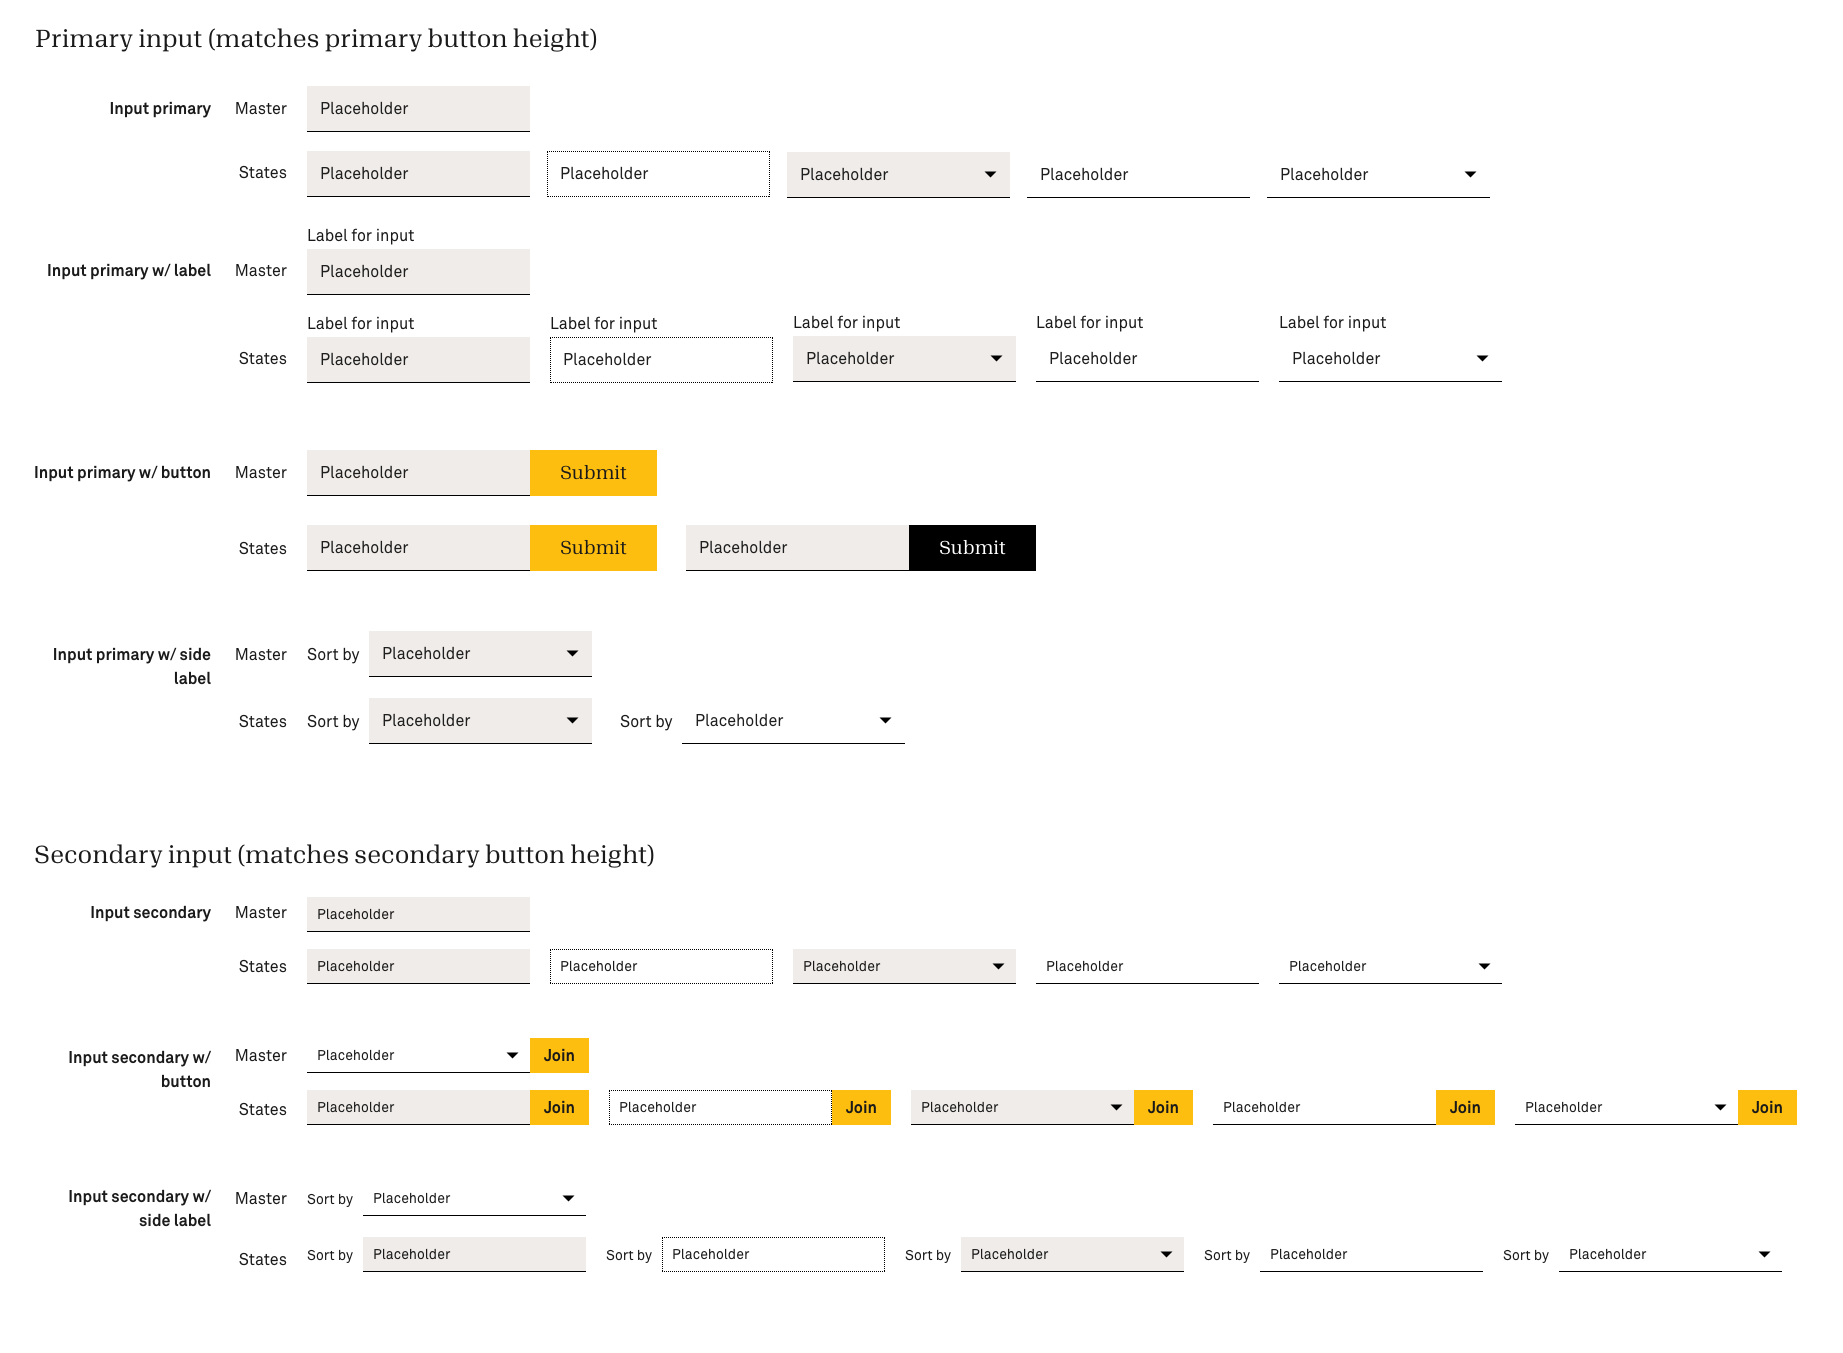 Primary input (matches primary button height)
Input primary Master Placeholder
States Placeholder Placeholder Placeholder Placeholder Placeholder
Label for input
Input primary w/ label Master Placeholder
Label for input Label for input Label for input Label for input Label for input
States Placeholder Placeholder Placeholder Placeholder Placeholder
Input primary w/ button Master Placeholder Submit
States Placeholder Submit Placeholder Submit
Input primary w/ side Master Sort by Placeholder
label
States Sort by Placeholder Sort by Placeholder
Secondary input (matches secondary button height)
Input secondary Master Placeholder
States Placeholder Placeholder Placeholder Placeholder Placeholder
Input secondary w/ Master Placeholder Join
button
States Placeholder Join Placeholder Join Placeholder Join Placeholder Join Placeholder Join
Input secondary w/ Master Sort by Placeholder
side label
States Sort by Placeholder Sort by Placeholder Sort by Placeholder Sort by Placeholder Sort by Placeholder